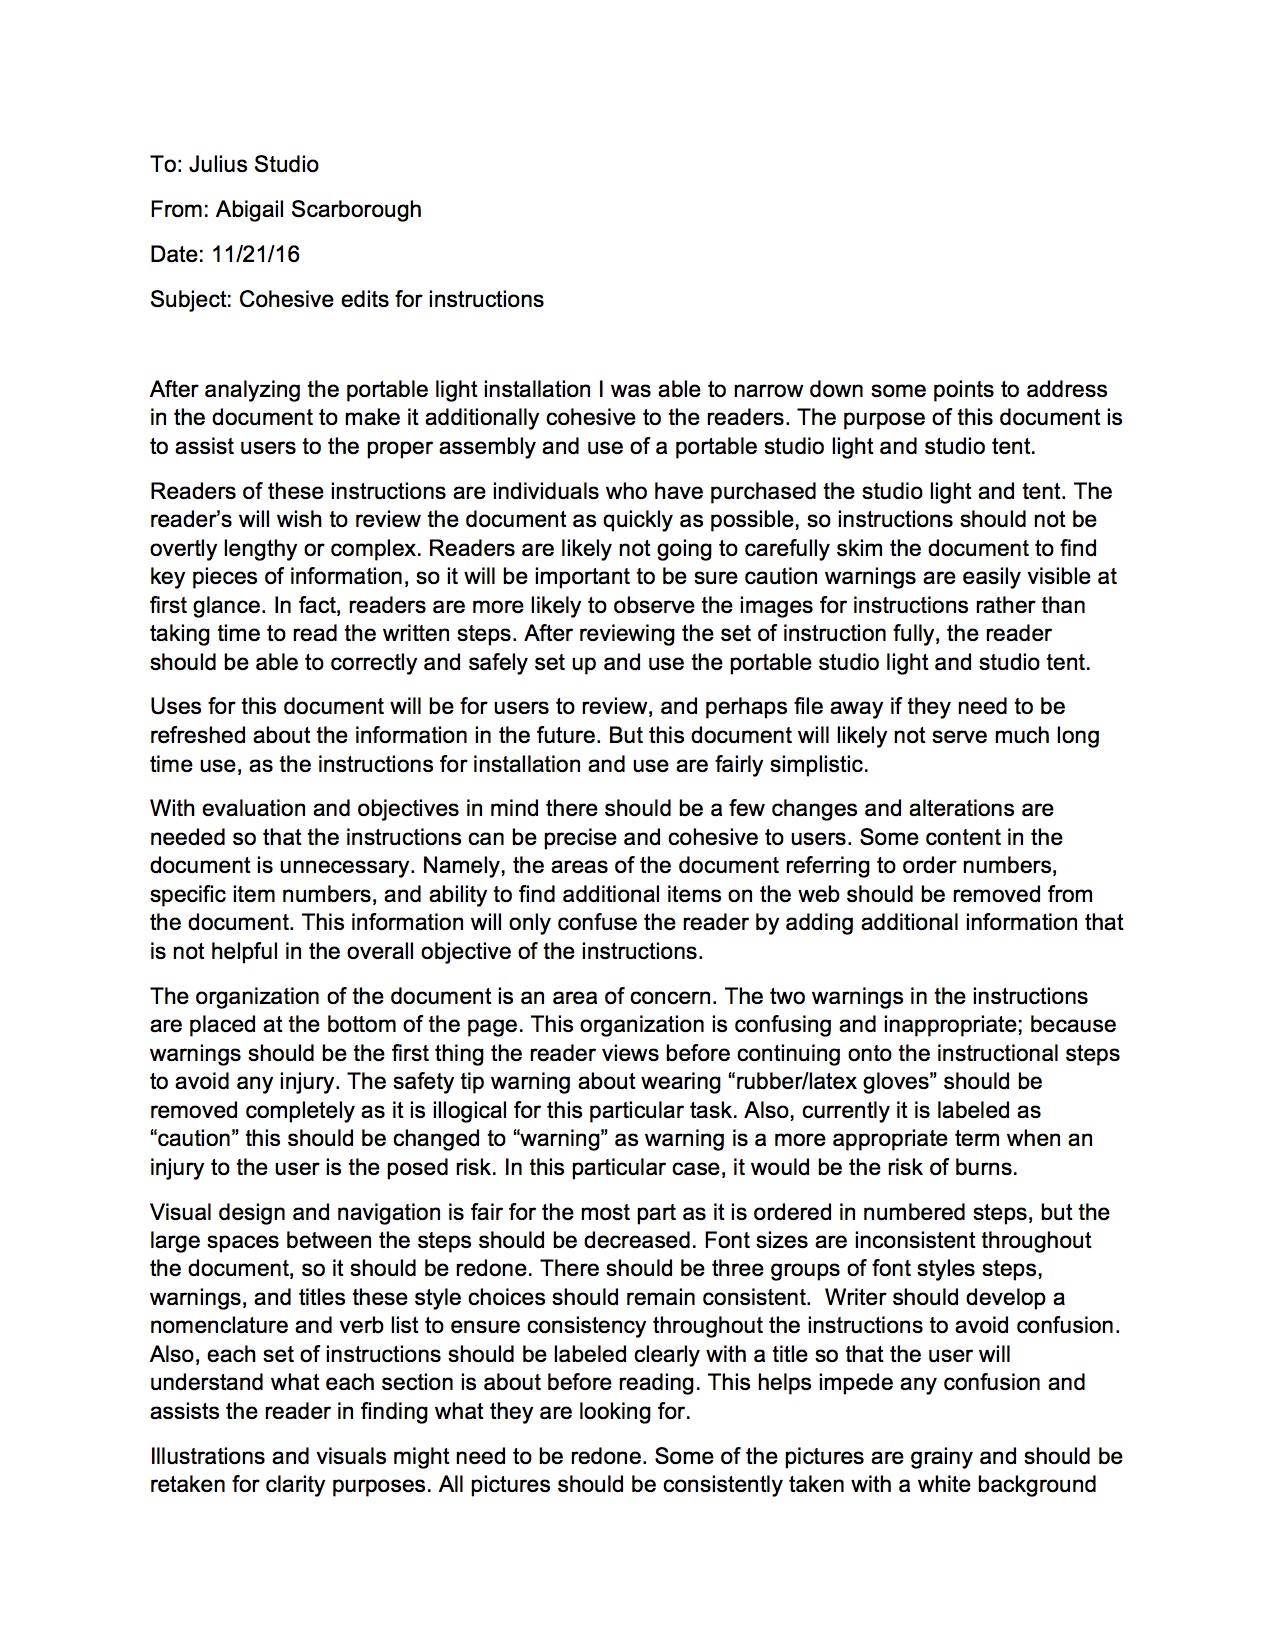 To: Julius Studio
From: Abigail Scarborough
Date: 11/21/16
Subject: Cohesive edits for instructions
After analyzing the portable light installation I was able to narrow down some points to address
in the document to make it additionally cohesive to the readers. The purpose of this document is
to assist users to the proper assembly and use of a portable studio light and studio tent.
Readers of these instructions are individuals who have purchased the studio light and tent. The
reader’s will wish to review the document as quickly as possible, so instructions should not be
overtly lengthy or complex. Readers are likely not going to carefully skim the document to find
key pieces of information, so it will be important to be sure caution warnings are easily visible at
first glance. In fact, readers are more likely to observe the images for instructions rather than
taking time to read the written steps. After reviewing the set of instruction fully, the reader
should be able to correctly and safely set up and use the portable studio light and studio tent.
Uses for this document will be for users to review, and perhaps file away if they need to be
refreshed about the information in the future. But this document will likely not serve much long
time use, as the instructions for installation and use are fairly simplistic.
With evaluation and objectives in mind there should be a few changes and alterations are
needed so that the instructions can be precise and cohesive to users. Some content in the
document is unnecessary. Namely, the areas of the document referring to order numbers,
specific item numbers, and ability to find additional items on the web should be removed from
the document. This information will only confuse the reader by adding additional information that
is not helpful in the overall objective of the instructions.
The organization of the document is an area of concern. The two warnings in the instructions
are placed at the bottom of the page. This organization is confusing and inappropriate; because
warnings should be the first thing the reader views before continuing onto the instructional steps
to avoid any injury. The safety tip warning about wearing “rubber/latex gloves” should be
removed completely as it is illogical for this particular task. Also, currently it is labeled as
“caution” this should be changed to “warning” as warning is a more appropriate term when an
injury to the user is the posed risk. In this particular case, it would be the risk of burns.
Visual design and navigation is fair for the most part as it is ordered in numbered steps, but the
large spaces between the steps should be decreased. Font sizes are inconsistent throughout
the document, so it should be redone. There should be three groups of font styles steps,
warnings, and titles these style choices should remain consistent.  Writer should develop a
nomenclature and verb list to ensure consistency throughout the instructions to avoid confusion.
Also, each set of instructions should be labeled clearly with a title so that the user will
understand what each section is about before reading. This helps impede any confusion and
assists the reader in finding what they are looking for.
Illustrations and visuals might need to be redone. Some of the pictures are grainy and should be
retaken for clarity purposes. All pictures should be consistently taken with a white background